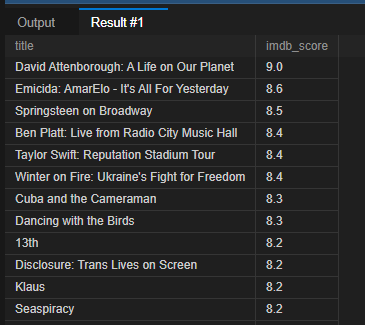 Output Result #1
title imdb_score
David Attenborough: A Life on Our Planet 9.0
Emicida: AmarElo - It's All For Yesterday 8.6
Springsteen on Broadway 8.5
Ben Platt: Live from Radio City Music Hall 8.4
Taylor Swift: Reputation Stadium Tour 8.4
Winter on Fire: Ukraine's Fight for Freedom 8.4
Cuba and the Cameraman 8.3
Dancing with the Birds 8.3
13th 8.2
Disclosure: Trans Lives on Screen 8.2
Klaus 8.2
Seaspiracy 8.2